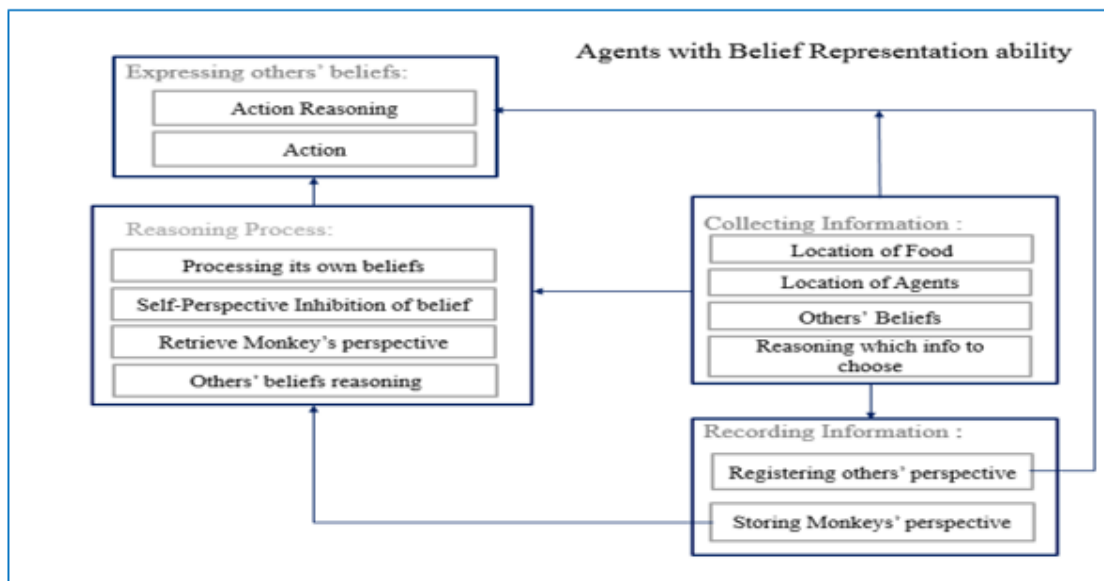 Agents with Belief Representation ability
Expressing others' beliefs:
Action Reasoning
Action
Reasoning Process:
Processing its own beliefs
Self-Perspective Inhibition of belief
Retrieve Monkey's perspective
Others' beliefs reasoning
Collecting Information :
Location of Food
Location of Agents
Others' Beliefs
Reasoning which info to
choose
Recording Information :
Registering others' perspective
Storing Monkeys' perspective